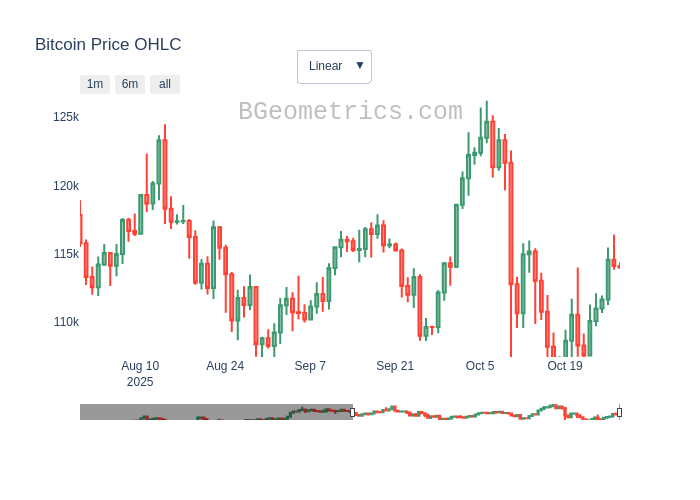 Bitcoin Price OHLC
Linear ▼
1m 6m all
BGeometrics.com
125k
120k
115k
110k
Aug 10 Aug 24 Sep 7 Sep 21 Oct 5 Oct 19
2025